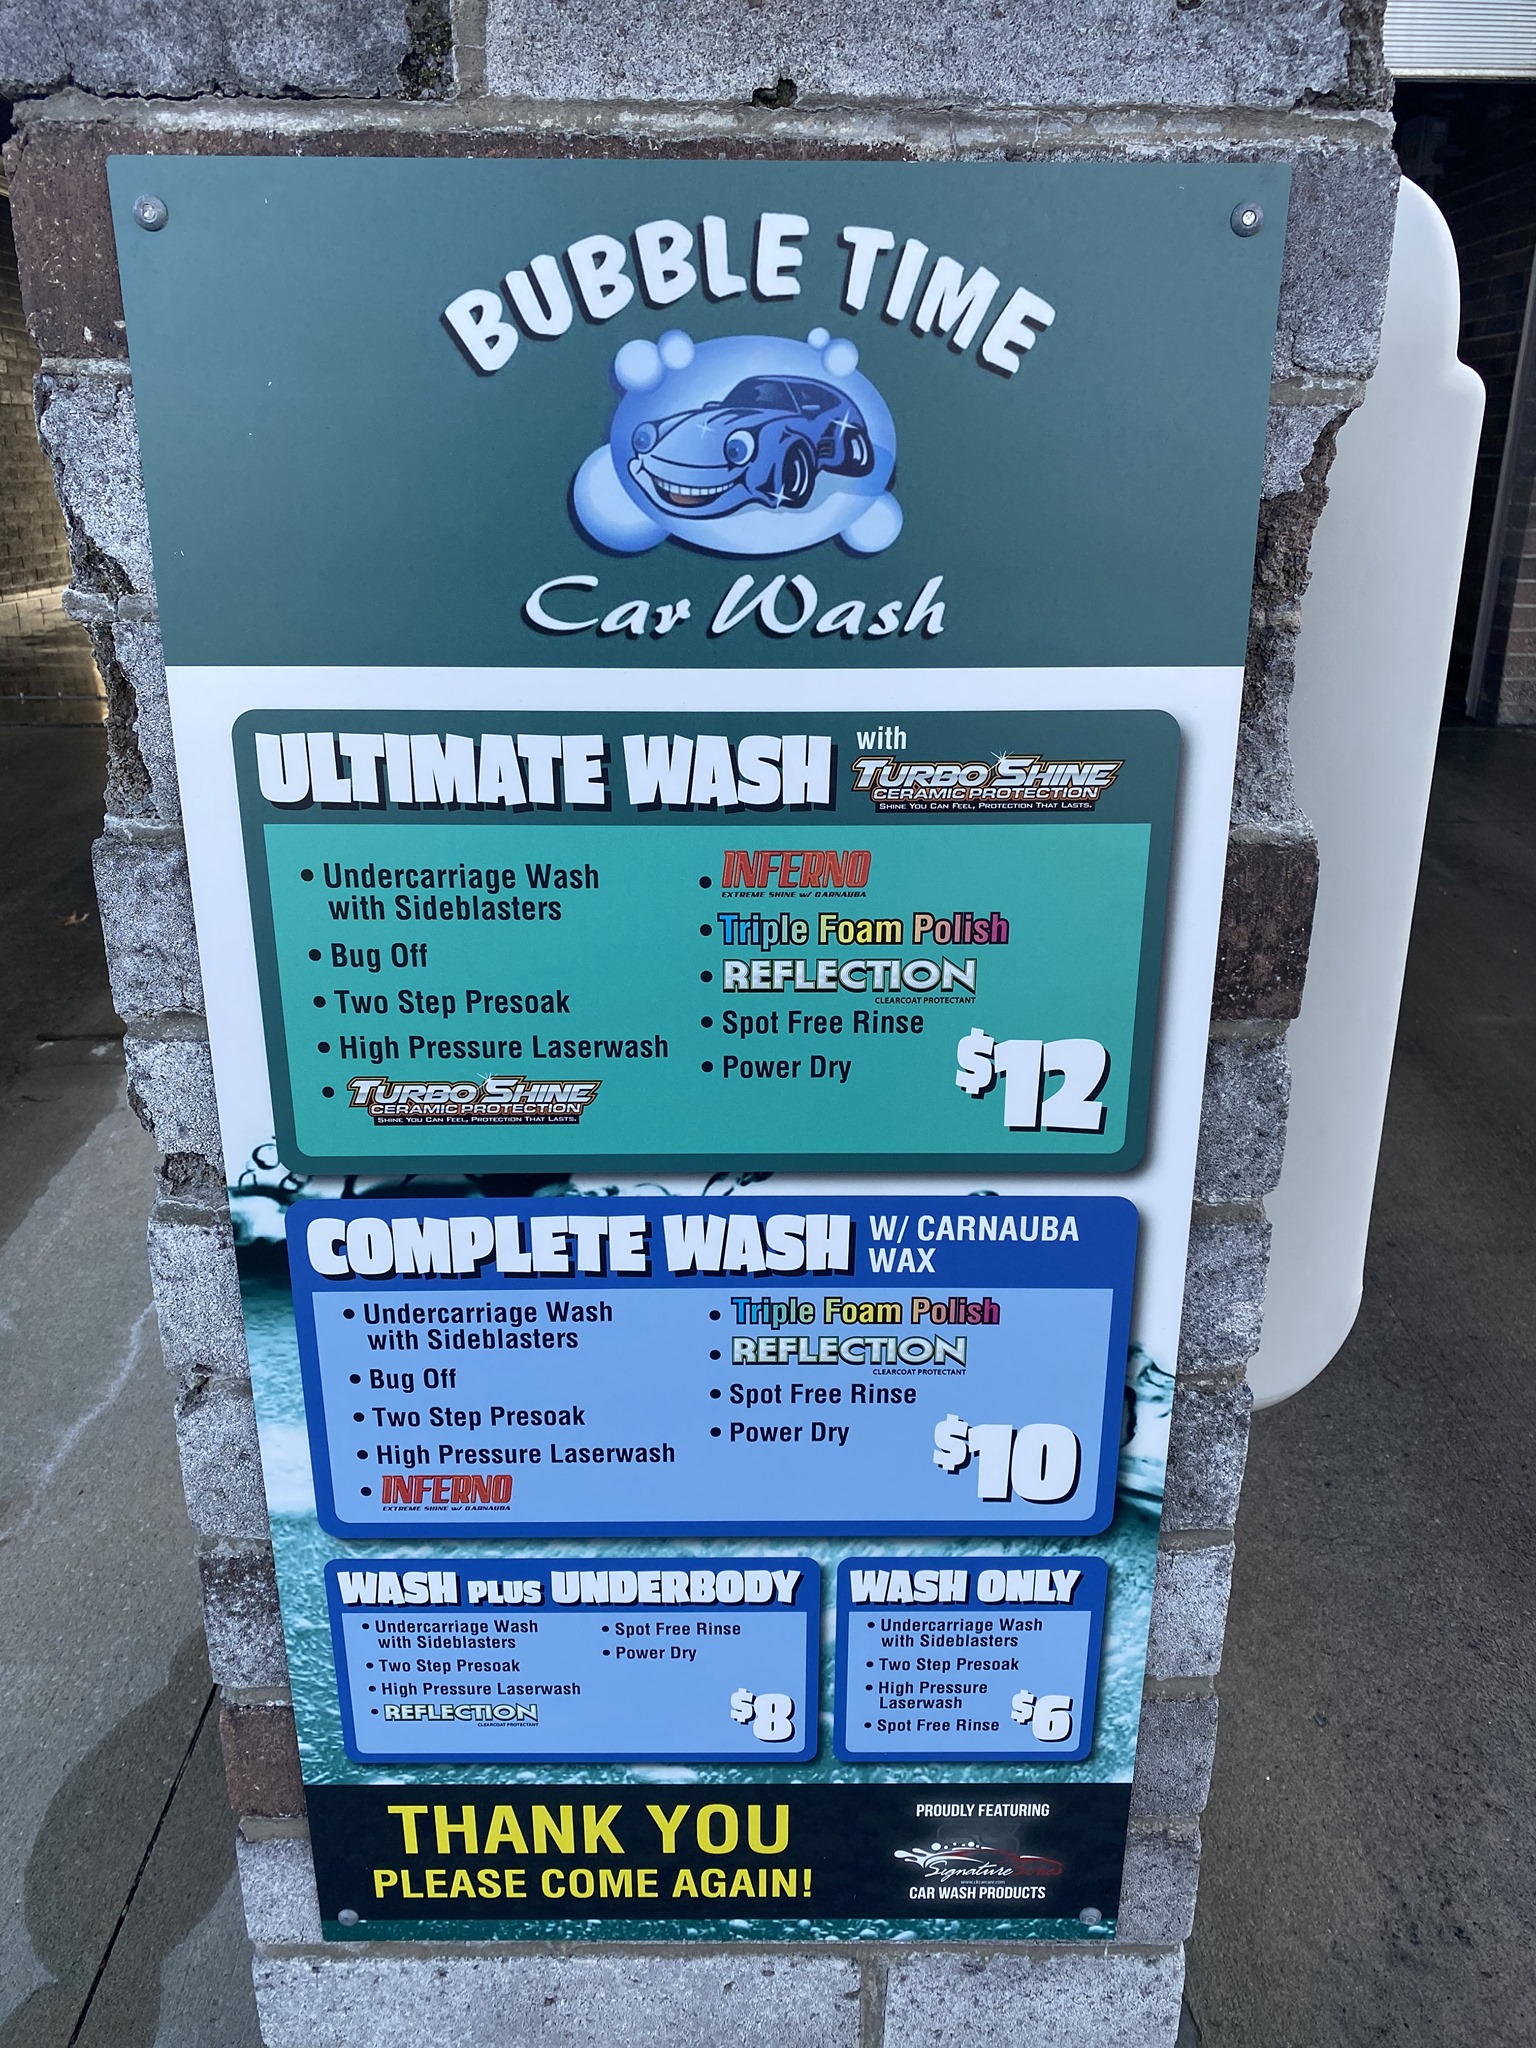 BUBBLE TIME
Car Wash
ULTIMATE WASH with
TURBO SHINE
CERAMIC PROTECTION
SHINE YOU CAN FEEL, PROTECTION THAT LASTS.
• Undercarriage Wash
with Sideblasters
• Bug Off
• Two Step Presoak
• High Pressure Laserwash
• TURBO SHINE
CERAMIC PROTECTION
SHINE YOU CAN FEEL, PROTECTION THAT LASTS.
• INFERNO
EXTREME SHINE W/ CARNAUBA
• Triple Foam Polish
• REFLECTION
CLEARCOAT PROTECTANT
• Spot Free Rinse
• Power Dry
$12
COMPLETE WASH W/ CARNAUBA
WAX
• Undercarriage Wash
with Sideblasters
• Bug Off
• Two Step Presoak
• High Pressure Laserwash
• INFERNO
EXTREME SHINE W/ CARNAUBA
• Triple Foam Polish
• REFLECTION
CLEARCOAT PROTECTANT
• Spot Free Rinse
• Power Dry
$10
WASH PLUS UNDERBODY
• Undercarriage Wash
with Sideblasters
• Two Step Presoak
• High Pressure Laserwash
• REFLECTION
CLEARCOAT PROTECTANT
• Spot Free Rinse
• Power Dry
$8
WASH ONLY
• Undercarriage Wash
with Sideblasters
• Two Step Presoak
• High Pressure
Laserwash
• Spot Free Rinse
$6
THANK YOU
PLEASE COME AGAIN!
PROUDLY FEATURING
Signature
CAR WASH PRODUCTS